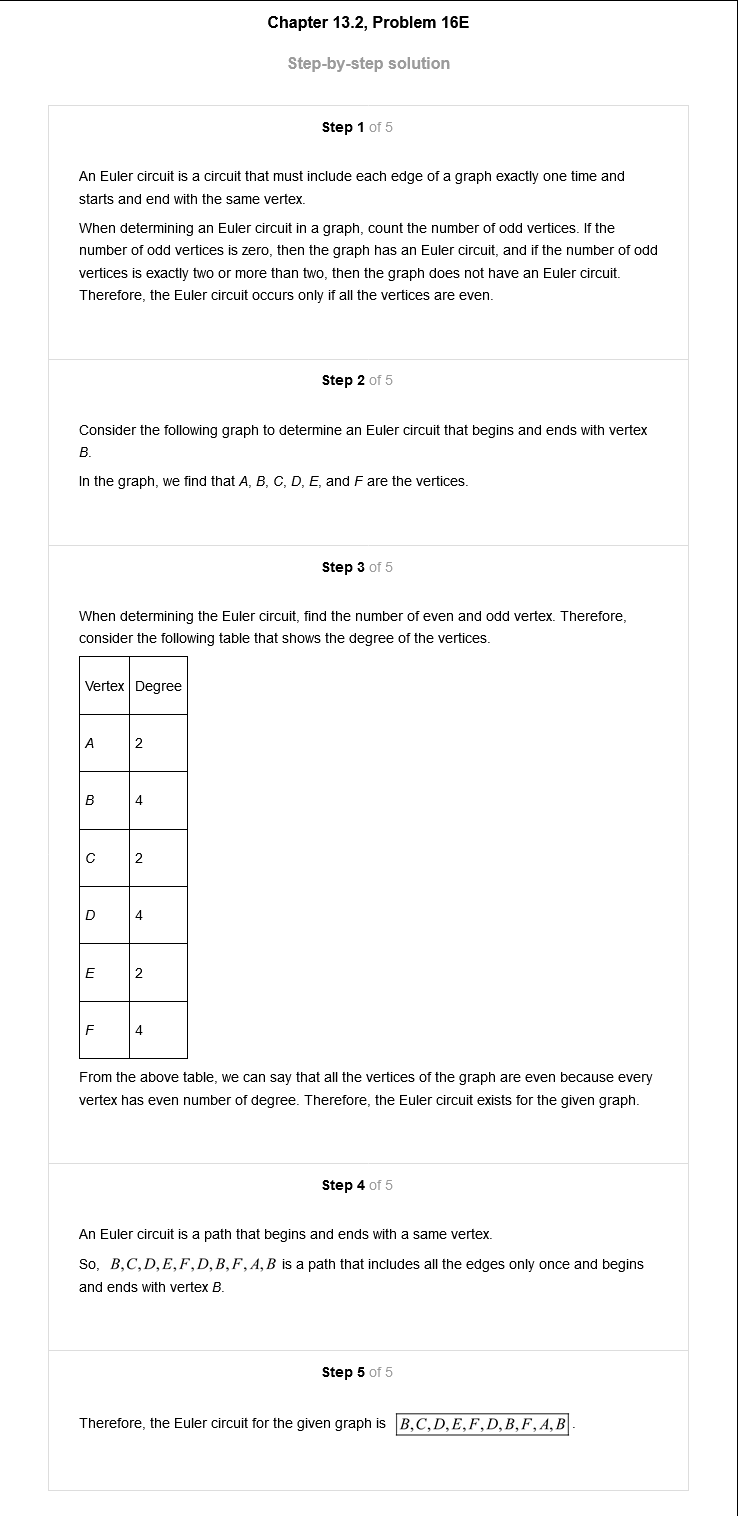 Chapter 13.2, Problem 16E
Step-by-step solution
Step 1 of 5
An Euler circuit is a circuit that must include each edge of a graph exactly one time and
starts and end with the same vertex.
When determining an Euler circuit in a graph, count the number of odd vertices. If the
number of odd vertices is zero, then the graph has an Euler circuit, and if the number of odd
vertices is exactly two or more than two, then the graph does not have an Euler circuit.
Therefore, the Euler circuit occurs only if all the vertices are even.
Step 2 of 5
Consider the following graph to determine an Euler circuit that begins and ends with vertex
B.
In the graph, we find that A, B, C, D, E, and F are the vertices.
Step 3 of 5
When determining the Euler circuit, find the number of even and odd vertex. Therefore,
consider the following table that shows the degree of the vertices.
Vertex Degree
A 2
B 4
C 2
D 4
E 2
F 4
From the above table, we can say that all the vertices of the graph are even because every
vertex has even number of degree. Therefore, the Euler circuit exists for the given graph.
Step 4 of 5
An Euler circuit is a path that begins and ends with a same vertex.
So, B,C,D,E,F,D,B,F,A,B is a path that includes all the edges only once and begins
and ends with vertex B.
Step 5 of 5
Therefore, the Euler circuit for the given graph is B,C,D,E,F,D,B,F,A,B.